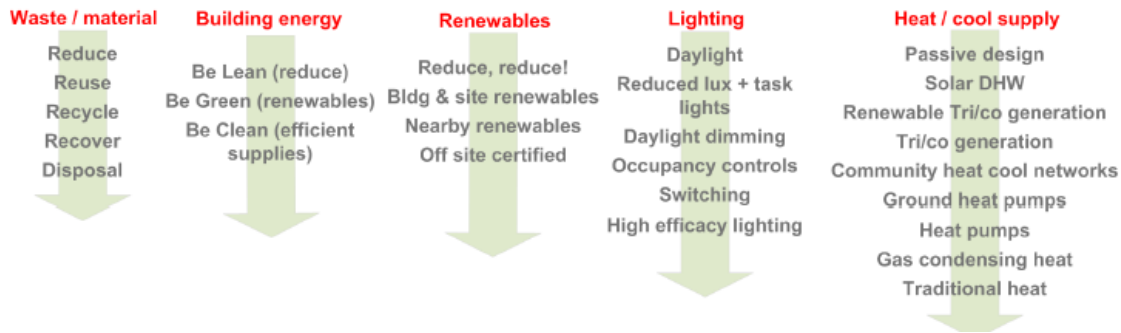 Waste / material
Reduce
Reuse
Recycle
Recover
Disposal
Building energy
Be Lean (reduce)
Be Green (renewables)
Be Clean (efficient
supplies)
Renewables
Reduce, reduce!
Bldg & site renewables
Nearby renewables
Off site certified
Lighting
Daylight
Reduced lux + task
lights
Daylight dimming
Occupancy controls
Switching
High efficacy lighting
Heat / cool supply
Passive design
Solar DHW
Renewable Tri/co generation
Tri/co generation
Community heat cool networks
Ground heat pumps
Heat pumps
Gas condensing heat
Traditional heat